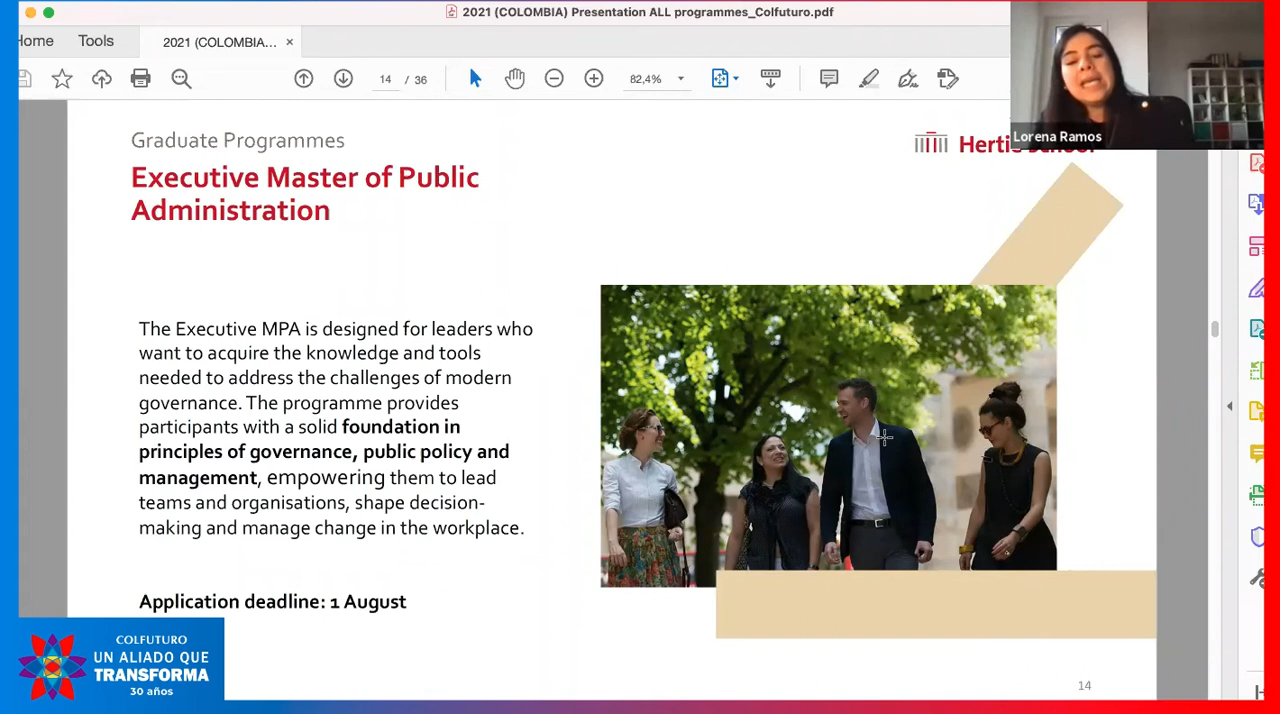 2021 (COLOMBIA) Presentation ALL programmes_Colfuturo.pdf
Home Tools 2021 (COLOMBIA... ×
14 / 36 82,4%
Lorena Ramos
Graduate Programmes
Hertie School
Executive Master of Public
Administration
The Executive MPA is designed for leaders who
want to acquire the knowledge and tools
needed to address the challenges of modern
governance. The programme provides
participants with a solid foundation in
principles of governance, public policy and
management, empowering them to lead
teams and organisations, shape decision-
making and manage change in the workplace.
Application deadline: 1 August
COLFUTURO
UN ALIADO QUE
TRANSFORMA
30 años
14